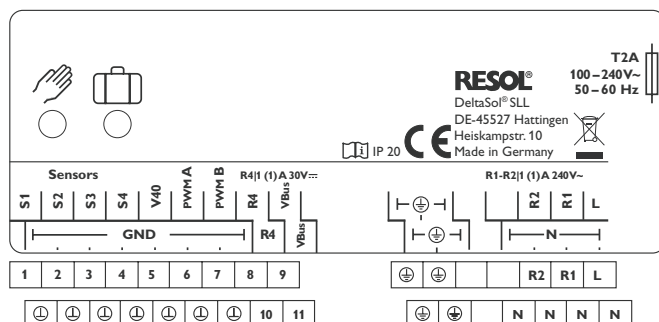 T2A
100–240V~
50–60 Hz
RESOL®
DeltaSol® SLL
DE-45527 Hattingen
Heiskampstr. 10
IP 20 CE Made in Germany
Sensors R4|1 (1) A 30V⎓ R1-R2|1 (1) A 240V~
S1 S2 S3 S4 V40 PWM A PWM B R4 VBus R2 R1 L
GND R4 VBus N
1 2 3 4 5 6 7 8 9 R2 R1 L
10 11 N N N N